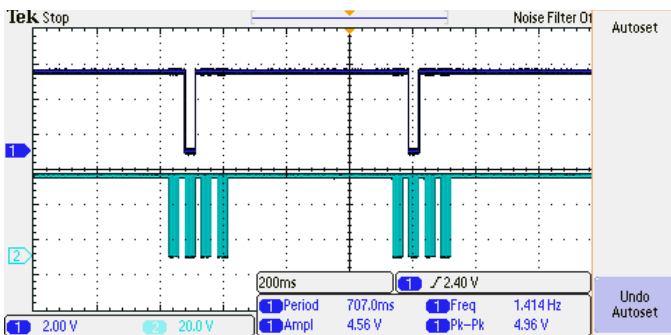 Tek Stop Noise Filter Of
Autoset
1
2
200ms 1 2.40 V
1 Period 707.0ms 1 Freq 1.414 Hz
1 2.00 V 2 20.0 V 1 Ampl 4.56 V 1 Pk-Pk 4.96 V
Undo
Autoset